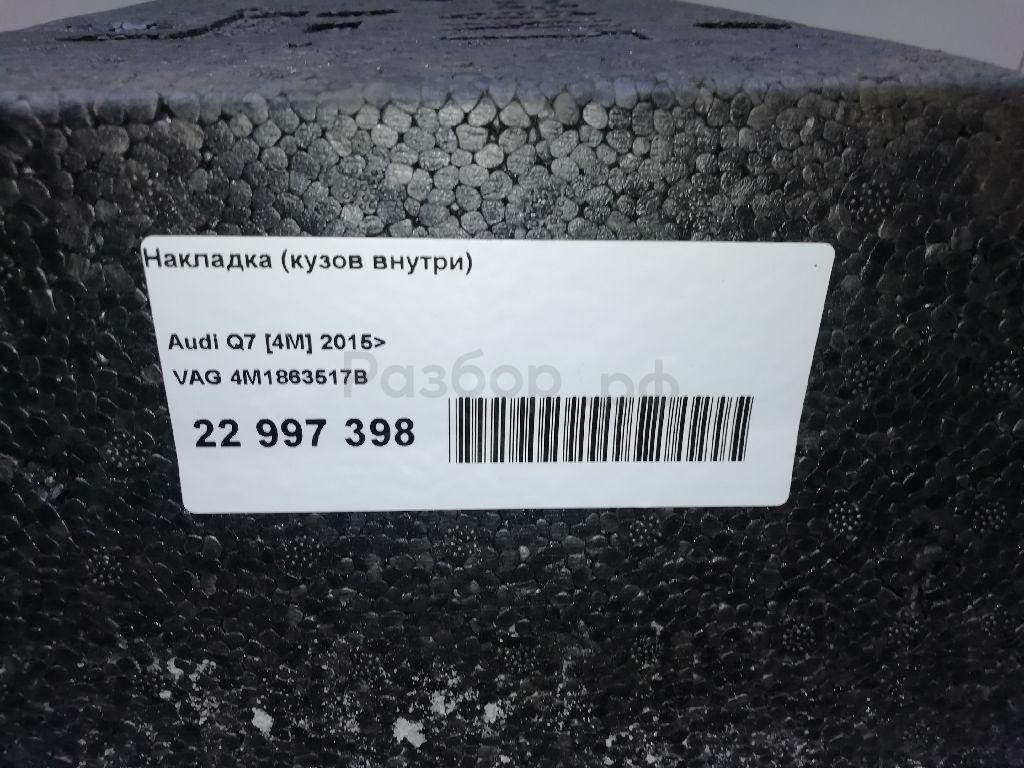 Накладка (кузов внутри)
Audi Q7 [4M] 2015>
VAG 4M1863517B
Разбор.рф
22 997 398